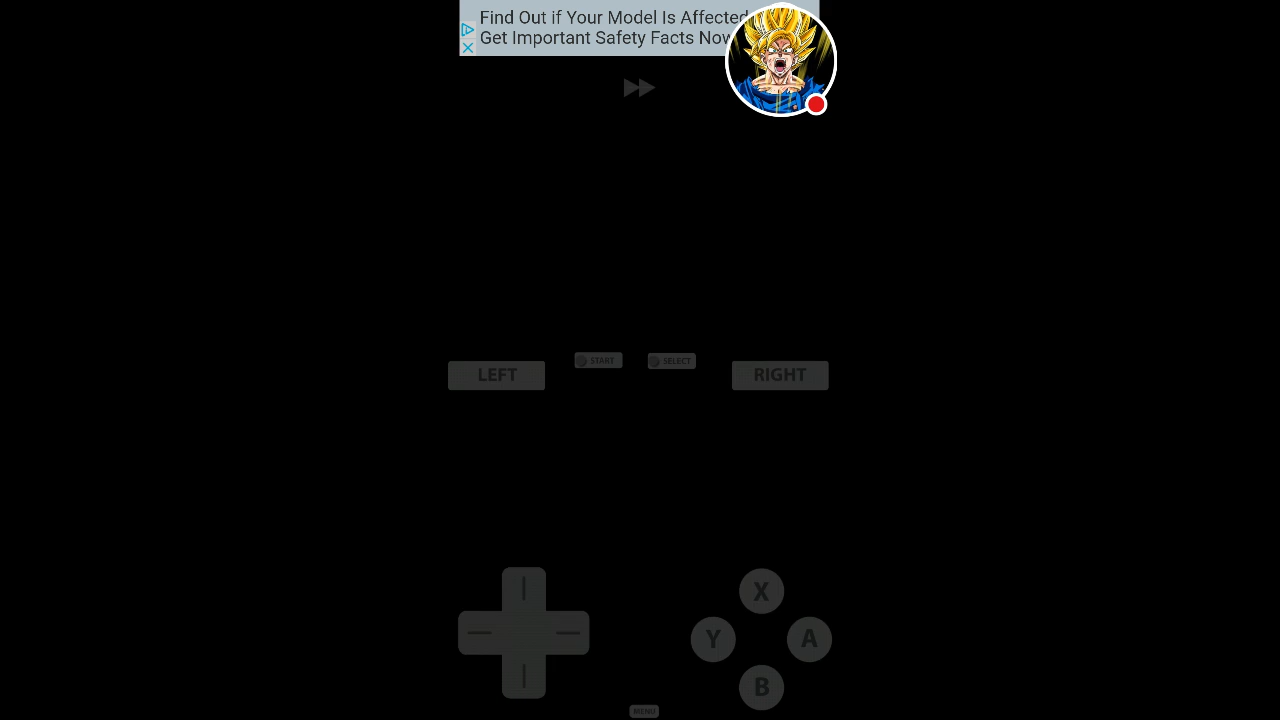 Find Out if Your Model Is Affected
Get Important Safety Facts Now
START
SELECT
LEFT
RIGHT
X
Y
A
B
MENU